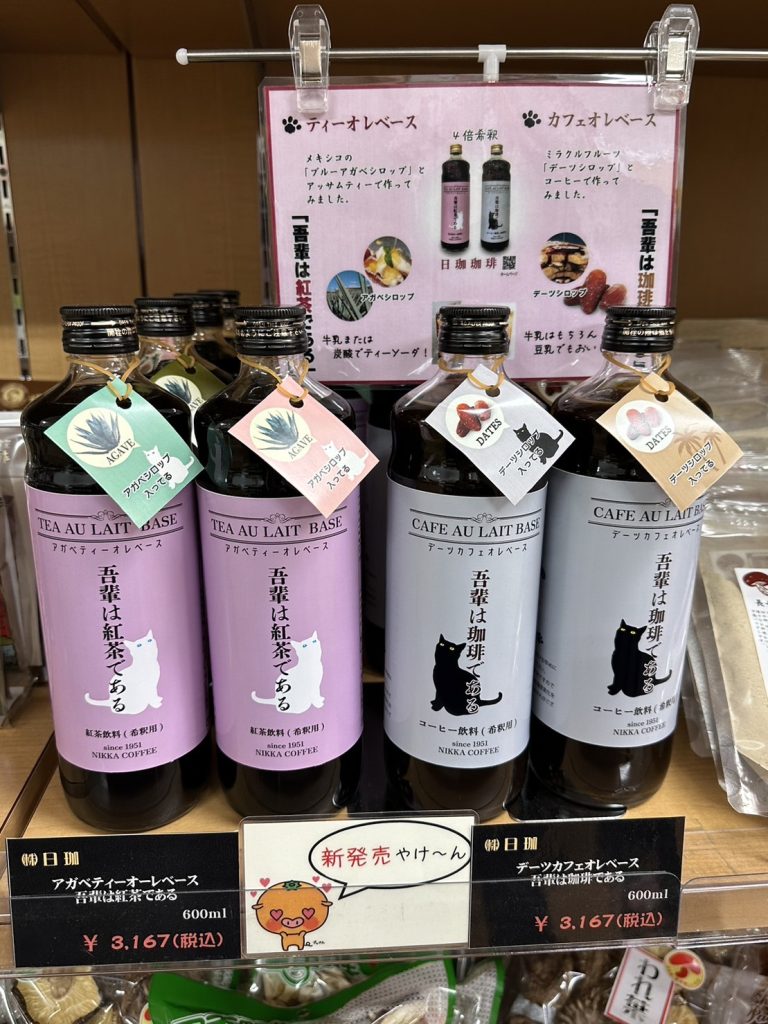 ティーオレベース
メキシコの
「ブルーアガベシロップ」と
アッサムティーで作って
みました。
4倍希釈
カフェオレベース
ミラクルフルーツ
「デーツシロップ」と
コーヒーで作って
みました。
「吾輩は紅茶である」
「吾輩は珈琲
日珈珈琲
アガベシロップ
デーツシロップ
牛乳または
炭酸でティーソーダ!
牛乳はもちろん
豆乳でもおい
AGAVE
アガベシロップ
入ってる
AGAVE
アガベシロップ
入ってる
DATES
デーツシロップ
入ってる
DATES
デーツシロップ
入ってる
TEA AU LAIT BASE
アガベティーオレベース
吾輩は紅茶である
紅茶飲料(希釈用)
since 1951
NIKKA COFFEE
TEA AU LAIT BASE
アガベティーオレベース
吾輩は紅茶である
紅茶飲料(希釈用)
since 1951
NIKKA COFFEE
CAFE AU LAIT BASE
デーツカフェオレベース
吾輩は珈琲である
コーヒー飲料(希釈用)
since 1951
NIKKA COFFEE
CAFE AU LAIT BASE
デーツカフェオレベース
吾輩は珈琲である
コーヒー飲料(希釈用)
since 1951
NIKKA COFFEE
㈱日珈
アガベティーオーレベース
吾輩は紅茶である
600ml
¥ 3,167(税込)
新発売やけ~ん
㈱日珈
デーツカフェオレベース
吾輩は珈琲である
600ml
¥ 3,167(税込)
われ葉